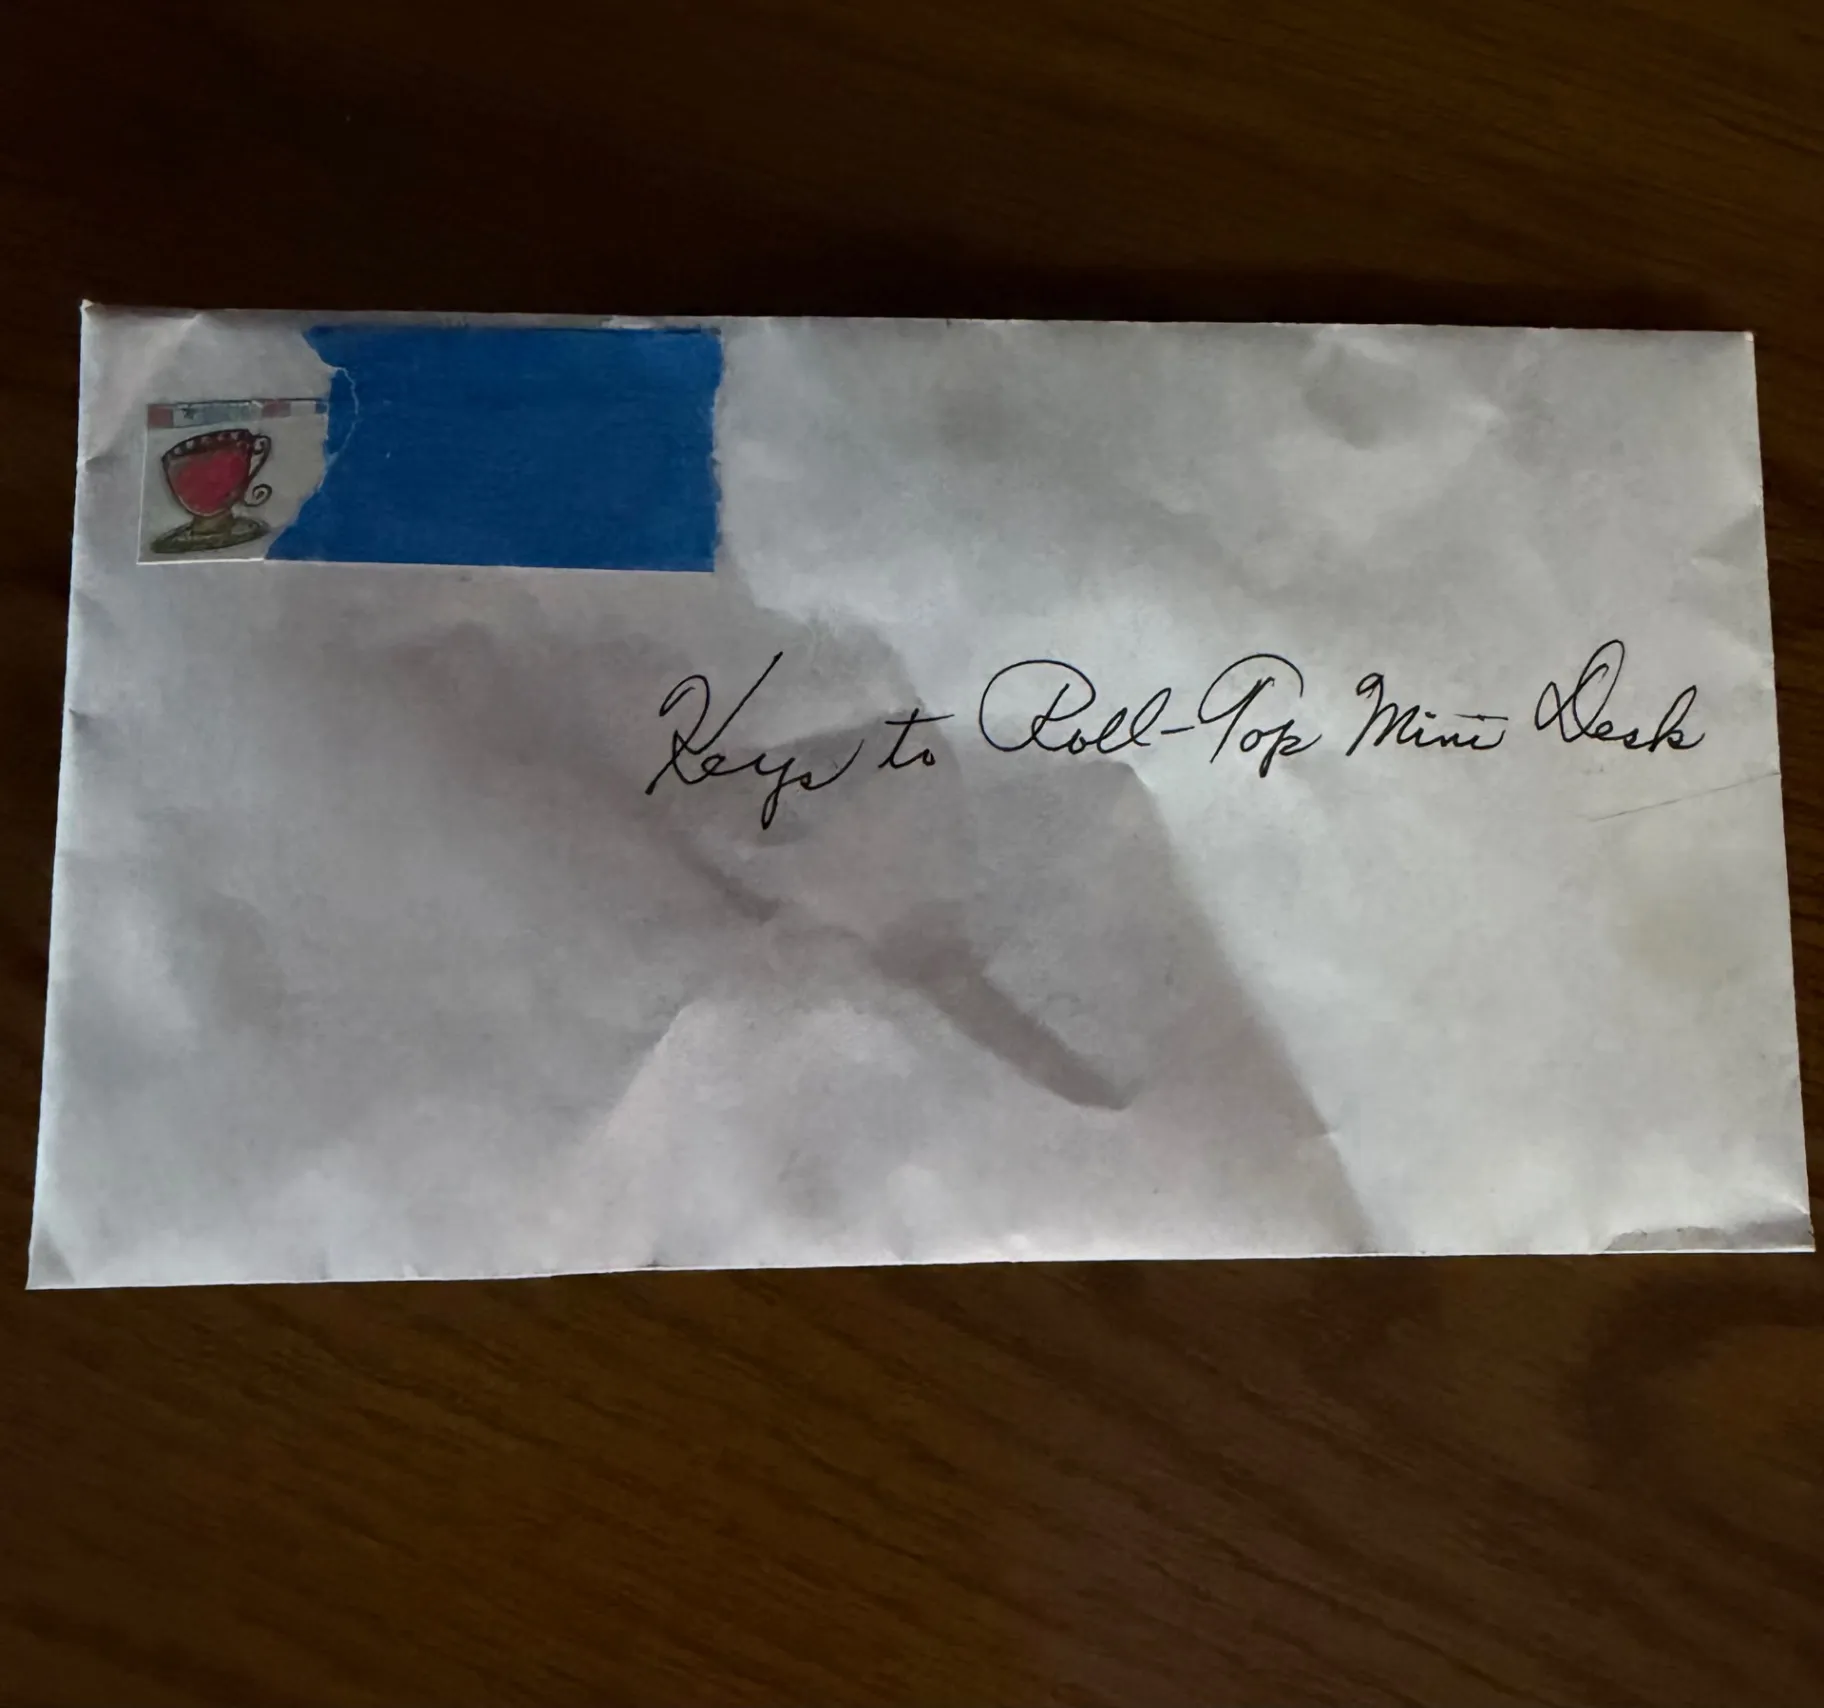 Keys to Roll-Top Mini Desk